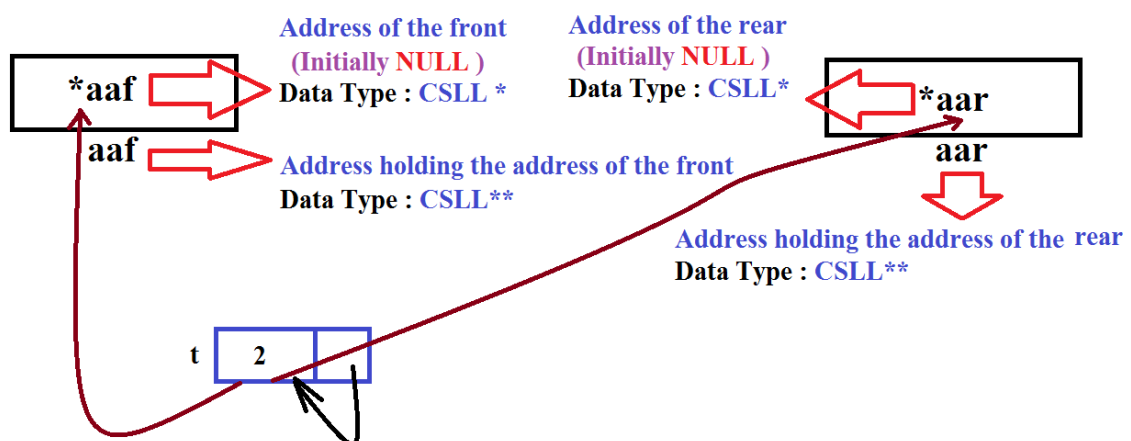 Address of the front
(Initially NULL )
Data Type : CSLL *
*aaf
aaf
Address holding the address of the front
Data Type : CSLL**
Address of the rear
(Initially NULL )
Data Type : CSLL*
*aar
aar
Address holding the address of the rear
Data Type : CSLL**
t 2